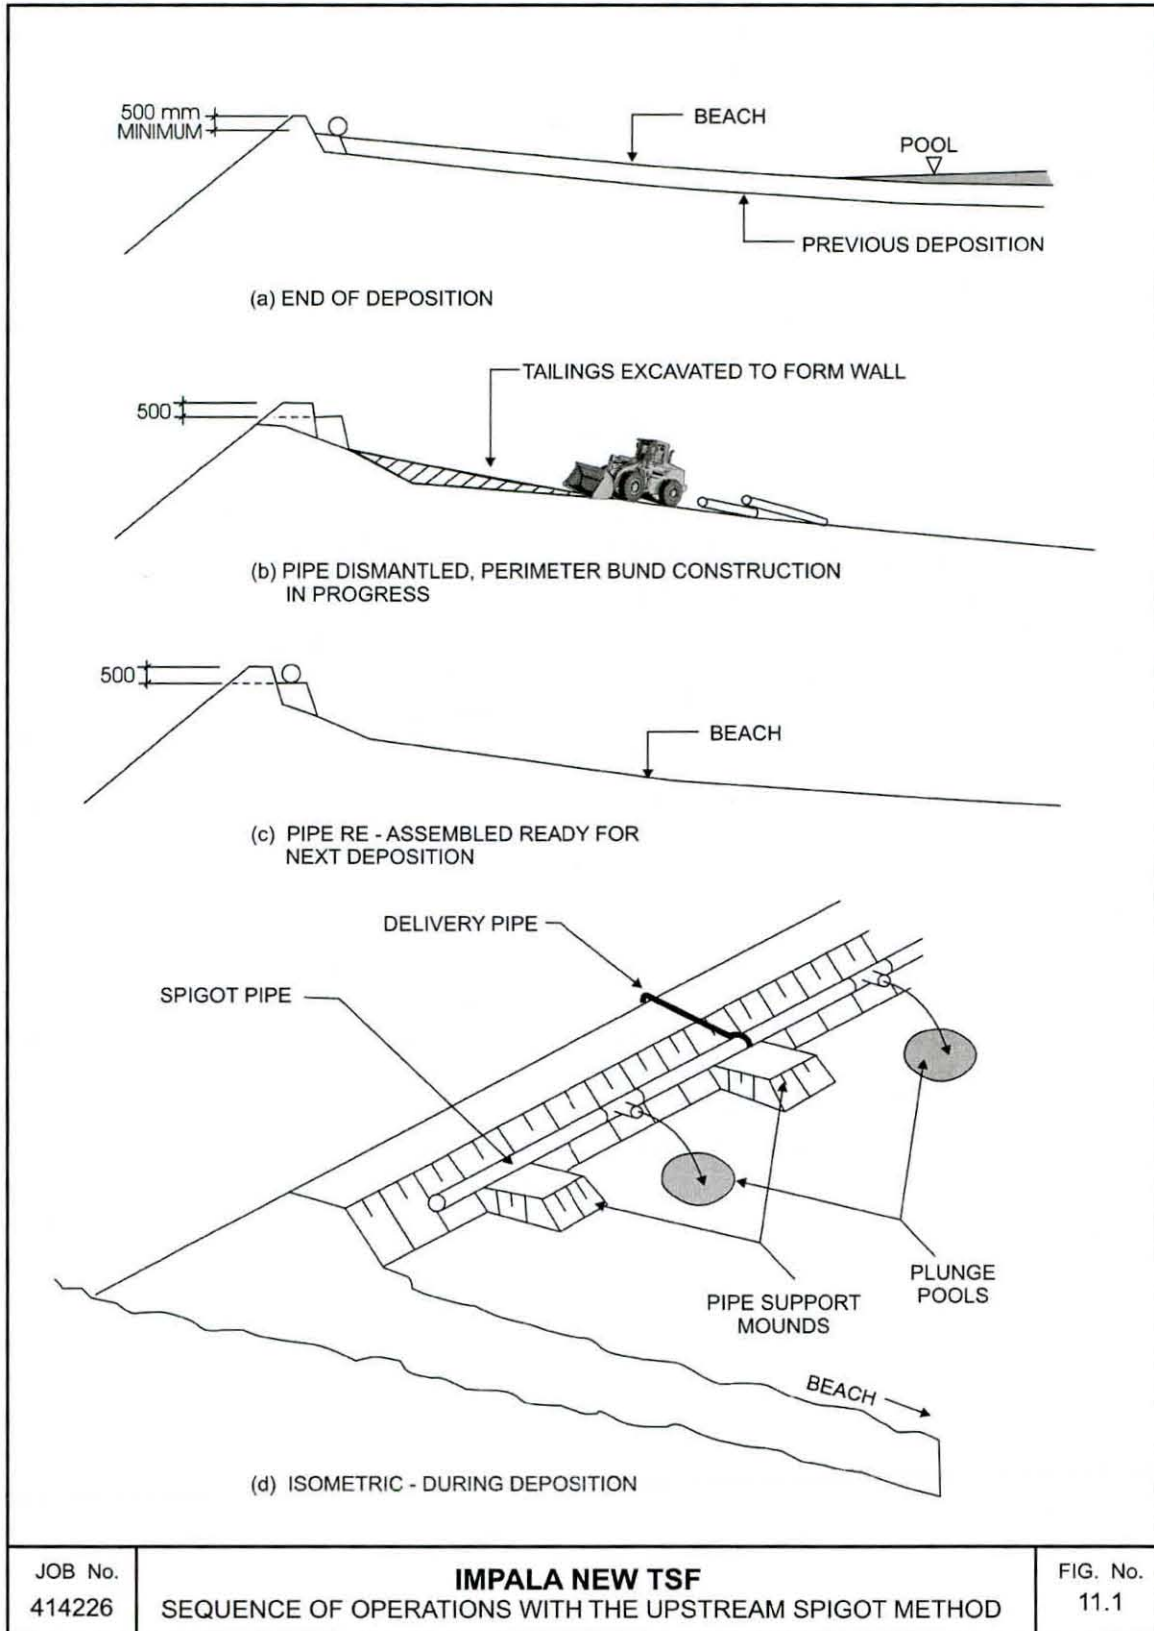 500 mm
MINIMUM
BEACH
POOL
PREVIOUS DEPOSITION
(a) END OF DEPOSITION
TAILINGS EXCAVATED TO FORM WALL
500
(b) PIPE DISMANTLED, PERIMETER BUND CONSTRUCTION
IN PROGRESS
500
BEACH
(c) PIPE RE - ASSEMBLED READY FOR
NEXT DEPOSITION
DELIVERY PIPE
SPIGOT PIPE
PLUNGE
POOLS
PIPE SUPPORT
MOUNDS
BEACH
(d) ISOMETRIC - DURING DEPOSITION
JOB No.
414226
IMPALA NEW TSF
SEQUENCE OF OPERATIONS WITH THE UPSTREAM SPIGOT METHOD
FIG. No.
11.1